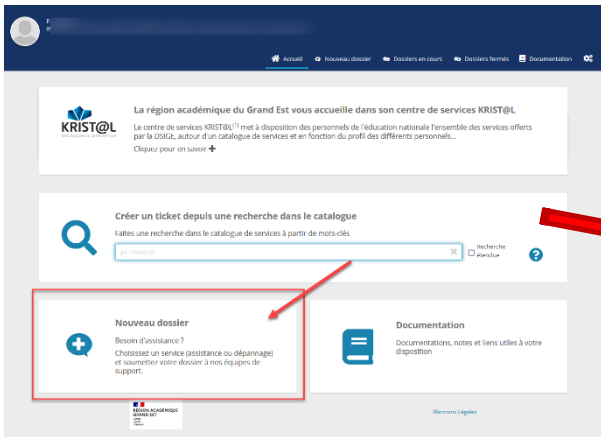 Accueil
Nouveau dossier
Dossiers en cours
Dossiers fermés
Documentation
KRIST@L
La région académique du Grand Est vous accueille dans son centre de services KRIST@L
Le centre de services KRIST@L(1) met à disposition des personnels de l'éducation nationale l'ensemble des services offerts
par la DSIGE, autour d'un catalogue de services et en fonction du profil des différents personnels...
Cliquez pour en savoir +
Créer un ticket depuis une recherche dans le catalogue
Faites une recherche dans le catalogue de services à partir de mots-clés
Recherche
étendue
Nouveau dossier
Besoin d'assistance ?
Choisissez un service (assistance ou dépannage)
et soumettez votre dossier à nos équipes de
support.
Documentation
Documentations, notes et liens utiles à votre
disposition
RÉGION ACADÉMIQUE
GRAND EST
Mentions Légales